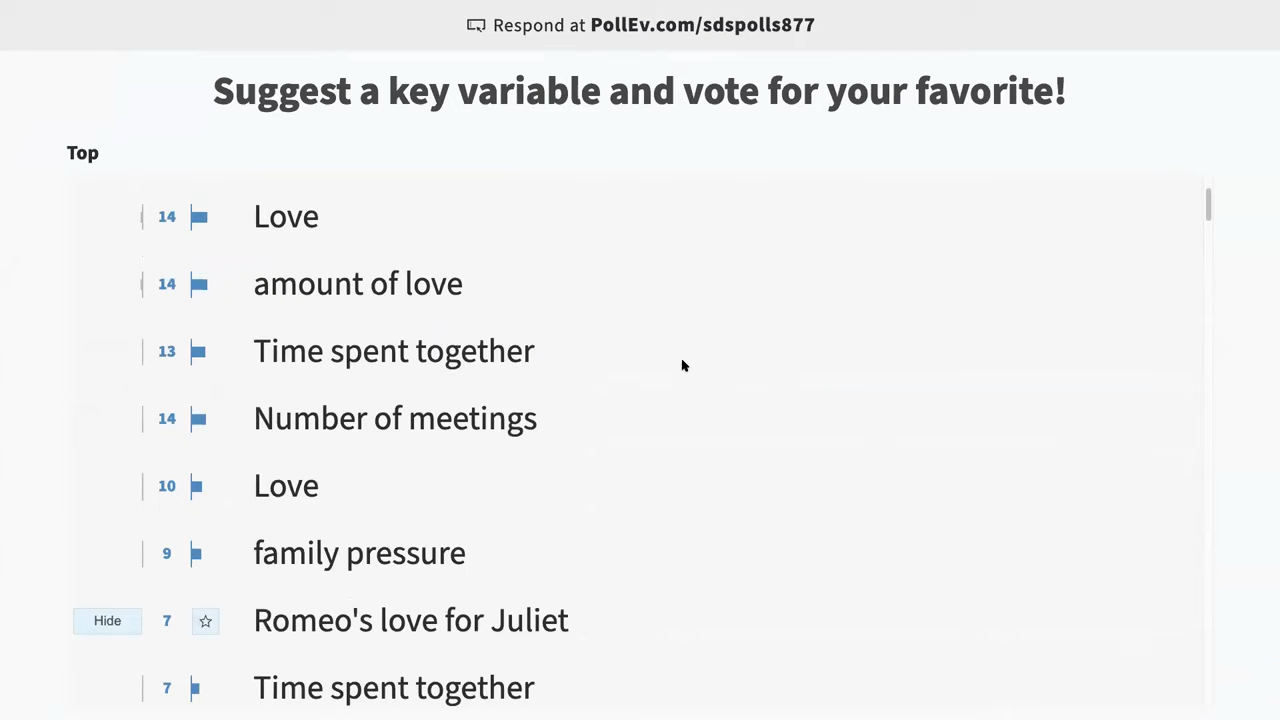 Respond at PollEv.com/sdspolls877
Suggest a key variable and vote for your favorite!
Top
14 Love
14 amount of love
13 Time spent together
14 Number of meetings
10 Love
9 family pressure
Hide 7 Romeo's love for Juliet
7 Time spent together